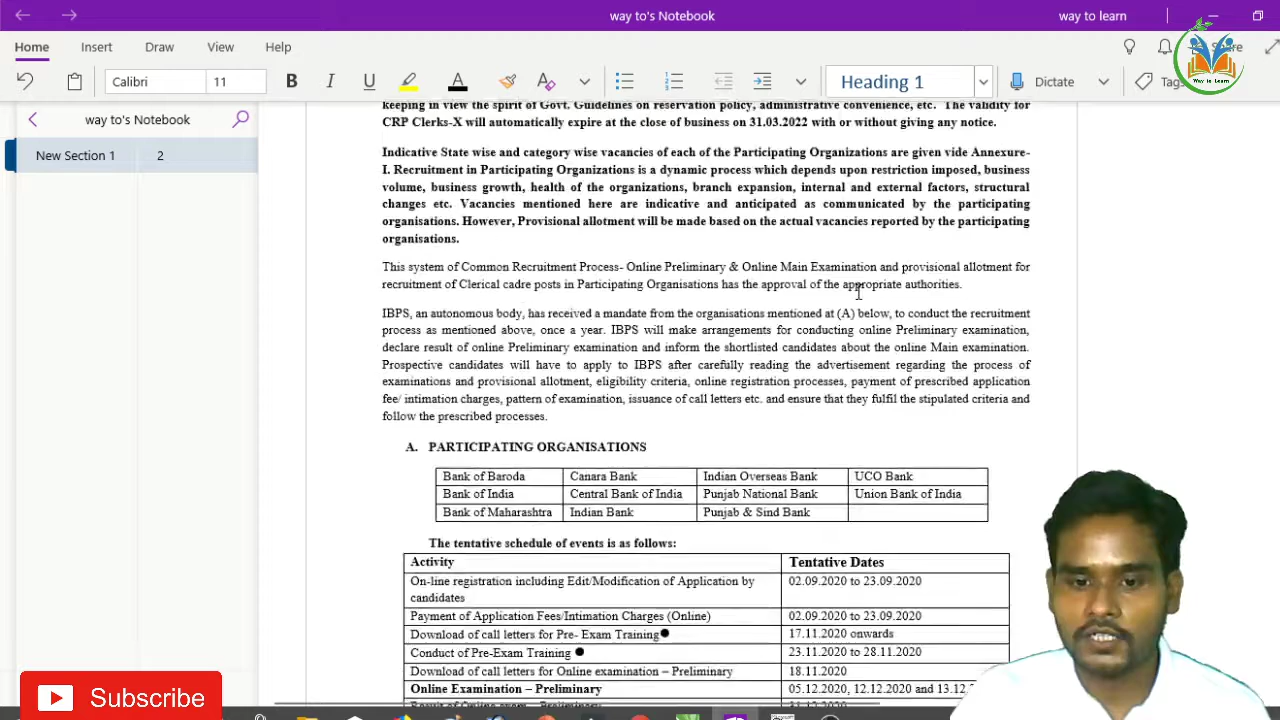 way to's Notebook
way to learn
Home Insert Draw View Help
Share
Calibri 11 B I U A Heading 1 Dictate Tags
Way to Learn
way to's Notebook
New Section 1 2
keeping in view the spirit of Govt. Guidelines on reservation policy, administrative convenience, etc. The validity for
CRP Clerks-X will automatically expire at the close of business on 31.03.2022 with or without giving any notice.
Indicative State wise and category wise vacancies of each of the Participating Organizations are given vide Annexure-
I. Recruitment in Participating Organizations is a dynamic process which depends upon restriction imposed, business
volume, business growth, health of the organizations, branch expansion, internal and external factors, structural
changes etc. Vacancies mentioned here are indicative and anticipated as communicated by the participating
organisations. However, Provisional allotment will be made based on the actual vacancies reported by the participating
organisations.
This system of Common Recruitment Process- Online Preliminary & Online Main Examination and provisional allotment for
recruitment of Clerical cadre posts in Participating Organisations has the approval of the appropriate authorities.
IBPS, an autonomous body, has received a mandate from the organisations mentioned at (A) below, to conduct the recruitment
process as mentioned above, once a year. IBPS will make arrangements for conducting online Preliminary examination,
declare result of online Preliminary examination and inform the shortlisted candidates about the online Main examination.
Prospective candidates will have to apply to IBPS after carefully reading the advertisement regarding the process of
examinations and provisional allotment, eligibility criteria, online registration processes, payment of prescribed application
fee/ intimation charges, pattern of examination, issuance of call letters etc. and ensure that they fulfil the stipulated criteria and
follow the prescribed processes.
A. PARTICIPATING ORGANISATIONS
Bank of Baroda Canara Bank Indian Overseas Bank UCO Bank
Bank of India Central Bank of India Punjab National Bank Union Bank of India
Bank of Maharashtra Indian Bank Punjab & Sind Bank
The tentative schedule of events is as follows:
Activity Tentative Dates
On-line registration including Edit/Modification of Application by 02.09.2020 to 23.09.2020
candidates
Payment of Application Fees/Intimation Charges (Online) 02.09.2020 to 23.09.2020
Download of call letters for Pre- Exam Training● 17.11.2020 onwards
Conduct of Pre-Exam Training ● 23.11.2020 to 28.11.2020
Download of call letters for Online examination – Preliminary 18.11.2020
Online Examination – Preliminary 05.12.2020, 12.12.2020 and 13.12.2
Subscribe